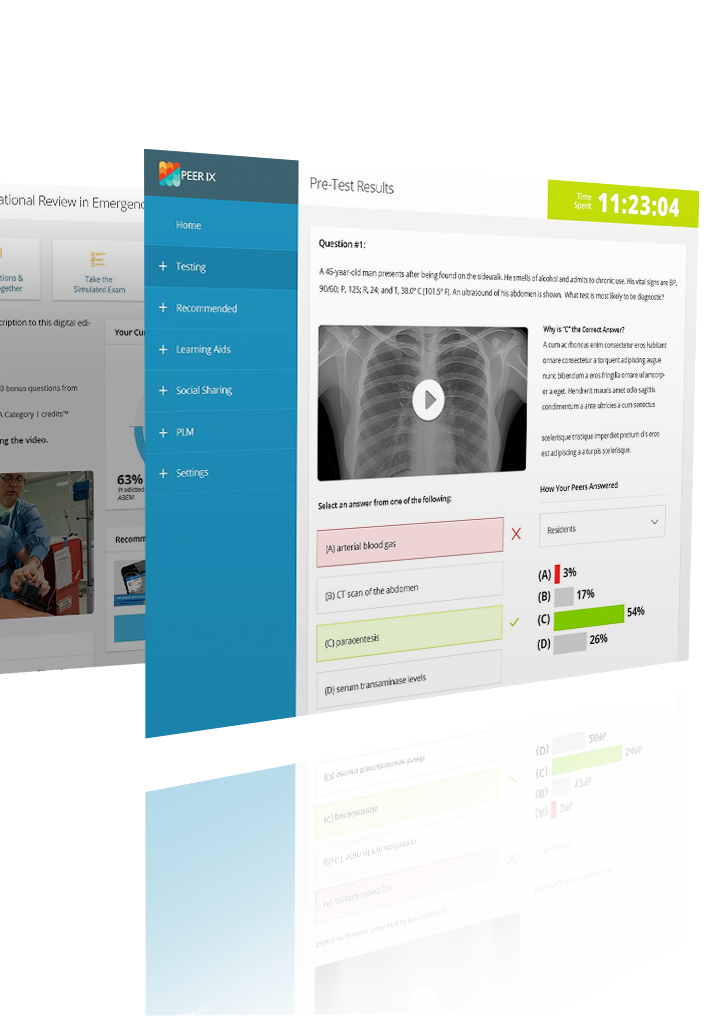 ational Review in Emergenc
tions &
ogether
Take the
Simulated Exam
cription to this digital edi-
Your Cu
0 bonus questions from
A Category 1 credits™
ng the video.
63%
Predicted
ABEM
Recomm
PEER IX
Home
+ Testing
+ Recommended
+ Learning Aids
+ Social Sharing
+ PLM
+ Settings
Pre-Test Results
Time
Spent
11:23:04
Question #1:
A 45-year-old man presents after being found on the sidewalk. He smells of alcohol and admits to chronic use. His vital signs are BP,
90/60; P, 125; R, 24; and T, 38.0° C (101.5° F). An ultrasound of his abdomen is shown. What test is most likely to be diagnostic?
Why is "C" the Correct Answer?
A cum ac rhoncus enim consectetur eros habitant
ornare consectetur a torquent adipiscing augue
nunc bibendum a eros fringilla ornare ullamcorp-
er a eget. Hendrerit mauris amet odio sagittis
condimentum a ante ultricies a cum senectus
scelerisque tristique imperdiet pretium dis eros
est adipiscing a a turpis scelerisque.
Select an answer from one of the following:
(A) arterial blood gas
(B) CT scan of the abdomen
(C) paracentesis
(D) serum transaminase levels
How Your Peers Answered
Residents
(A) 3%
(B) 17%
(C) 54%
(D) 26%